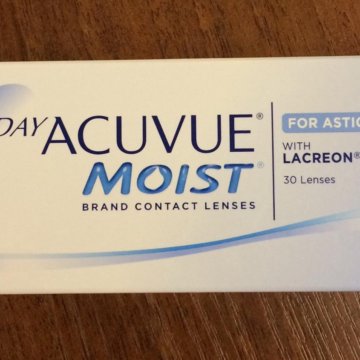 DAY ACUVUE®
MOIST®
BRAND CONTACT LENSES
FOR ASTIG
WITH
LACREON®
30 Lenses